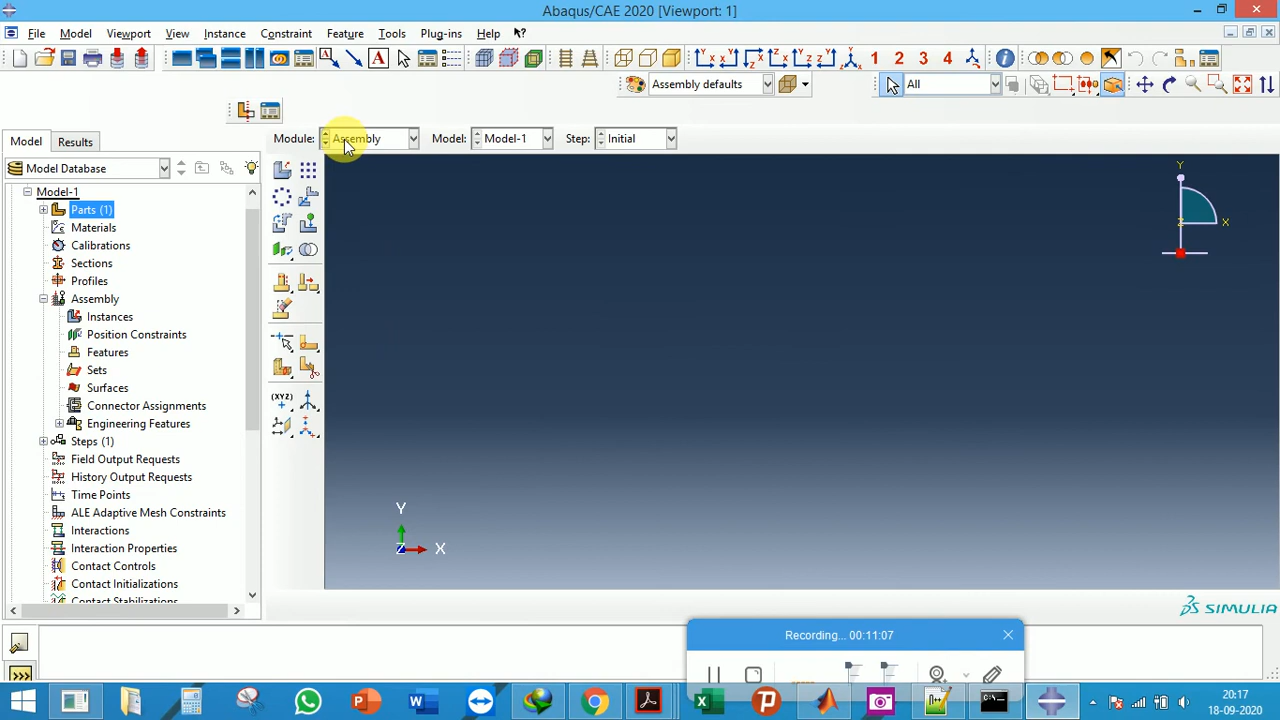 Abaqus/CAE 2020 [Viewport: 1]
File Model Viewport View Instance Constraint Feature Tools Plug-ins Help
A 1 2 3 4
Assembly defaults All
Model Results
Module: Assembly Model: Model-1 Step: Initial
Model Database
Model-1
Parts (1)
Materials
Calibrations
Sections
Profiles
Assembly
Instances
Position Constraints
Features
Sets
Surfaces
Connector Assignments
Engineering Features
Steps (1)
Field Output Requests
History Output Requests
Time Points
ALE Adaptive Mesh Constraints
Interactions
Interaction Properties
Contact Controls
Contact Initializations
Contact Stabilizations
(XYZ)
Y
Z X
Y
Z X
SIMULIA
Recording... 00:11:07
>>>
20:17
18-09-2020